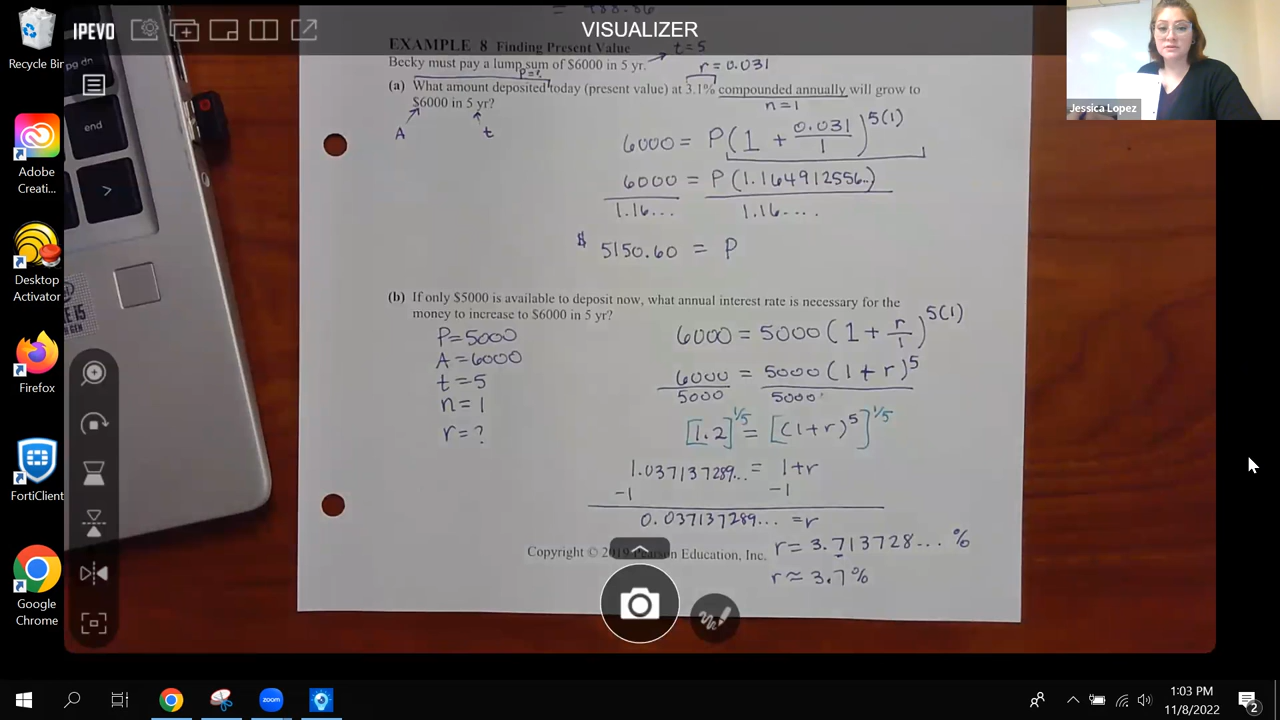 VISUALIZER
IPEVO
Recycle Bin
Adobe
Creati...
Desktop
Activator
Firefox
FortiClient
Google
Chrome
pg dn
end
EXAMPLE 8 Finding Present Value
t = 5
Becky must pay a lump sum of $6000 in 5 yr.
r = 0.031
P = ?
(a) What amount deposited today (present value) at 3.1% compounded annually will grow to
n = 1
$6000 in 5 yr?
A
t
6000 = P(1 + 0.031/1)^5(1)
6000 = P(1.164912556..)
1.16... 1.16....
$ 5150.60 = P
(b) If only $5000 is available to deposit now, what annual interest rate is necessary for the
money to increase to $6000 in 5 yr?
P=5000
A=6000
t=5
n=1
r=?
6000 = 5000(1 + r/1)^5(1)
6000 = 5000(1+r)^5
5000 5000
[1.2]^1/5 = [(1+r)^5]^1/5
1.037137289... = 1+r
-1 -1
0.037137289... = r
r = 3.713728... %
r ≈ 3.7%
Copyright © 2019 Pearson Education, Inc.
Jessica Lopez
zoom
1:03 PM
11/8/2022
2